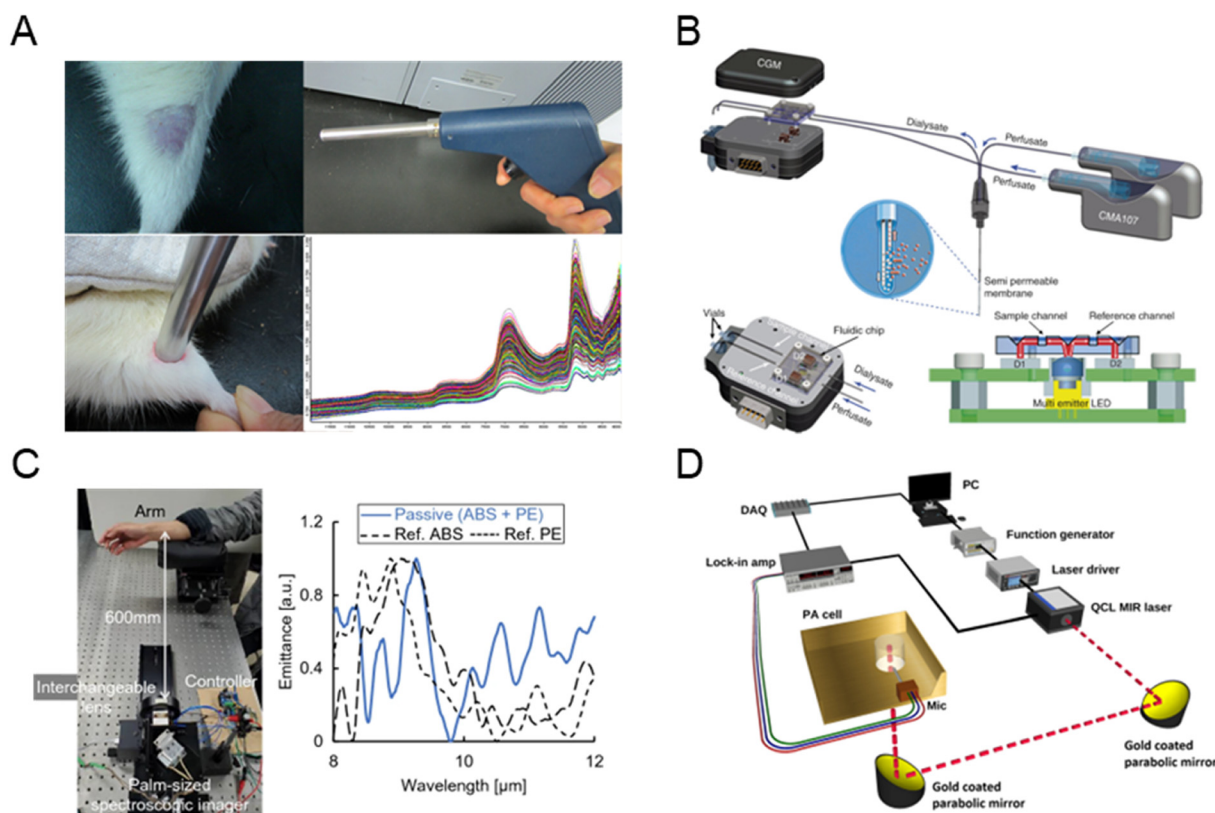 A
B
CGM
Dialysate
Perfusate
Perfusate
CMA107
Semi permeable
membrane
Vials
Fluidic chip
Dialysate
Perfusate
Sample channel
Reference channel
D1
D2
Multi emitter LED
C
Arm
600mm
Interchangeable
lens
Controller
Palm-sized
spectroscopic imager
Passive (ABS + PE)
Ref. ABS
Ref. PE
Emittance [a.u.]
1.2
0.8
0.4
0
8
10
12
Wavelength [µm]
D
PC
DAQ
Function generator
Lock-in amp
Laser driver
QCL MIR laser
PA cell
Mic
Gold coated
parabolic mirror
Gold coated
parabolic mirror